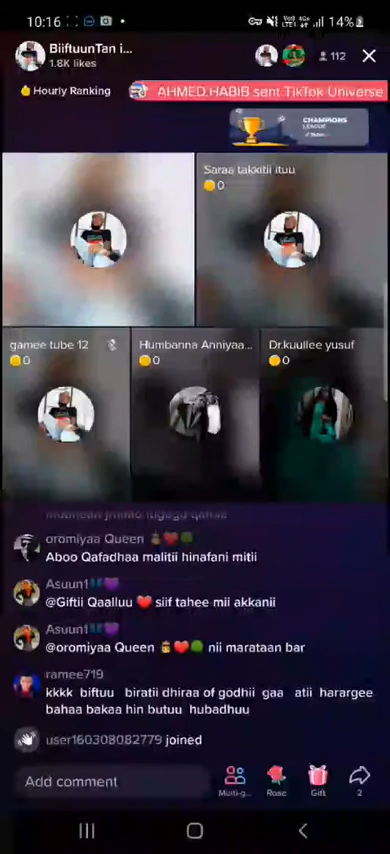 10:16
14%
BiiftuunTan i...
1.8K likes
112
Hourly Ranking
AHMED.HABIB sent TikTok Universe
CHAMPIONS
LEAGUE
Saraa takkitii ituu
0
gamee tube 12
0
Humbanna Anniyaa...
0
Dr.kuullee yusuf
0
oromiyaa Queen
Aboo Qafadhaa malitii hinafani mitii
Asuun1
@Giftii Qaalluu ❤️ siif tahee mii akkanii
Asuun1
@oromiyaa Queen nii marataan bar
ramee719
kkkk biftuu biratii dhiraa of godhii gaa atii harargee
bahaa bakaa hin butuu hubadhuu
user160308082779 joined
Add comment
Multi-g...
Rose
Gift
2